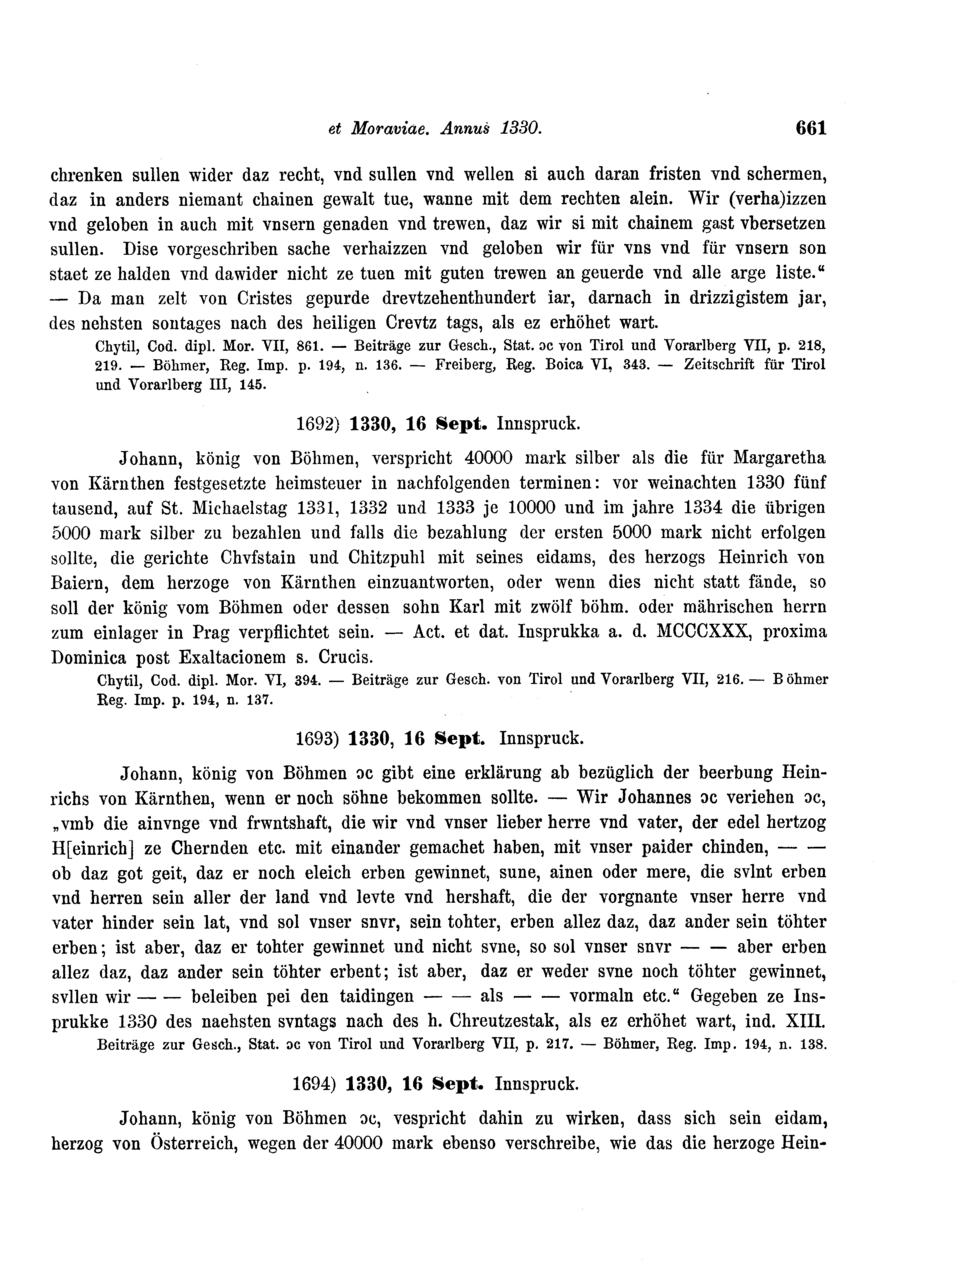 et Moraviae. Annus 1330. 661
chrenken sullen wider daz recht, vnd sullen vnd wellen si auch daran fristen vnd schermen,
daz in anders niemant chainen gewalt tue, wanne mit dem rechten alein. Wir (verha)izzen
vnd geloben in auch mit vnsern genaden vnd trewen, daz wir si mit chainem gast vbersetzen
sullen. Dise vorgeschriben sache verhaizzen vnd geloben wir für vns vnd für vnsern son
staet ze halden vnd dawider nicht ze tuen mit guten trewen an geuerde vnd alle arge liste.“
— Da man zelt von Cristes gepurde drevtzehenthundert iar, darnach in drizzigistem jar,
des nehsten sontages nach des heiligen Crevtz tags, als ez erhöhet wart.
Chytil, Cod. dipl. Mor. VII, 861. — Beiträge zur Gesch., Stat. ɔc von Tirol und Vorarlberg VII, p. 218,
219. — Böhmer, Reg. Imp. p. 194, n. 136. — Freiberg, Reg. Boica VI, 343. — Zeitschrift für Tirol
und Vorarlberg III, 145.
1692) 1330, 16 Sept. Innspruck.
Johann, könig von Böhmen, verspricht 40000 mark silber als die für Margaretha
von Kärnthen festgesetzte heimsteuer in nachfolgenden terminen: vor weinachten 1330 fünf
tausend, auf St. Michaelstag 1331, 1332 und 1333 je 10000 und im jahre 1334 die übrigen
5000 mark silber zu bezahlen und falls die bezahlung der ersten 5000 mark nicht erfolgen
sollte, die gerichte Chvfstain und Chitzpuhl mit seines eidams, des herzogs Heinrich von
Baiern, dem herzoge von Kärnthen einzuantworten, oder wenn dies nicht statt fände, so
soll der könig vom Böhmen oder dessen sohn Karl mit zwölf böhm. oder mährischen herrn
zum einlager in Prag verpflichtet sein. — Act. et dat. Insprukka a. d. MCCCXXX, proxima
Dominica post Exaltacionem s. Crucis.
Chytil, Cod. dipl. Mor. VI, 394. — Beiträge zur Gesch. von Tirol und Vorarlberg VII, 216. — Böhmer
Reg. Imp. p. 194, n. 137.
1693) 1330, 16 Sept. Innspruck.
Johann, könig von Böhmen ɔc gibt eine erklärung ab bezüglich der beerbung Hein-
richs von Kärnthen, wenn er noch söhne bekommen sollte. — Wir Johannes ɔc veriehen ɔc,
„vmb die ainvnge vnd frwntshaft, die wir vnd vnser lieber herre vnd vater, der edel hertzog
H[einrich] ze Chernden etc. mit einander gemachet haben, mit vnser paider chinden, — —
ob daz got geit, daz er noch eleich erben gewinnet, sune, ainen oder mere, die svlnt erben
vnd herren sein aller der land vnd levte vnd hershaft, die der vorgnante vnser herre vnd
vater hinder sein lat, vnd sol vnser snvr, sein tohter, erben allez daz, daz ander sein töhter
erben; ist aber, daz er tohter gewinnet und nicht svne, so sol vnser snvr — — aber erben
allez daz, daz ander sein töhter erbent; ist aber, daz er weder svne noch töhter gewinnet,
svllen wir — — beleiben pei den taidingen — — als — — vormaln etc.“ Gegeben ze Ins-
prukke 1330 des naehsten svntags nach des h. Chreutzestak, als ez erhöhet wart, ind. XIII.
Beiträge zur Gesch., Stat. ɔc von Tirol und Vorarlberg VII, p. 217. — Böhmer, Reg. Imp. 194, n. 138.
1694) 1330, 16 Sept. Innspruck.
Johann, könig von Böhmen ɔc, vespricht dahin zu wirken, dass sich sein eidam,
herzog von Österreich, wegen der 40000 mark ebenso verschreibe, wie das die herzoge Hein-